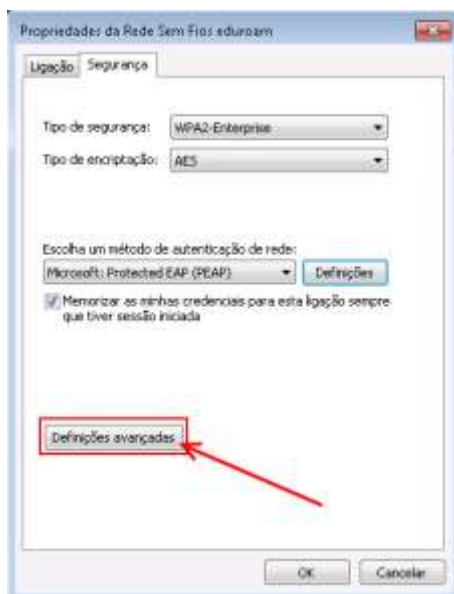 Propriedades da Rede Sem Fios eduroam
Ligação Segurança
Tipo de segurança: WPA2-Enterprise
Tipo de encriptação: AES
Escolha um método de autenticação de rede:
Microsoft: Protected EAP (PEAP) Definições
Memorizar as minhas credenciais para esta ligação sempre
que tiver sessão iniciada
Definições avançadas
OK Cancelar